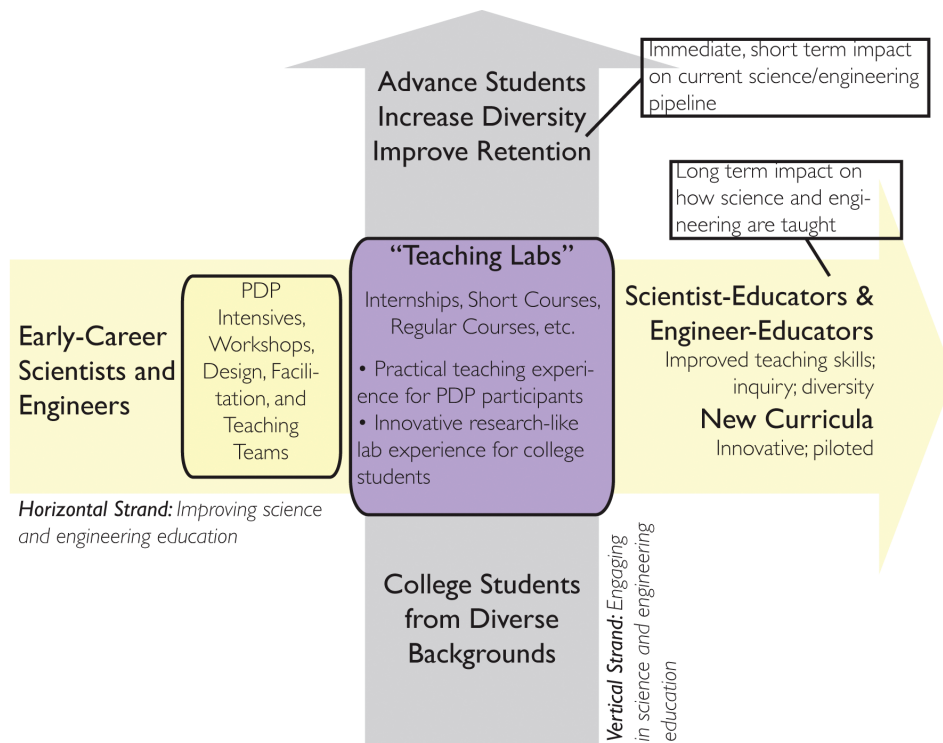 Advance Students
Increase Diversity
Improve Retention
Immediate, short term impact
on current science/engineering
pipeline
Long term impact on
how science and engi-
neering are taught
Early-Career
Scientists and
Engineers
PDP
Intensives,
Workshops,
Design, Facili-
tation, and
Teaching
Teams
“Teaching Labs”
Internships, Short Courses,
Regular Courses, etc.
• Practical teaching experi-
ence for PDP participants
• Innovative research-like
lab experience for college
students
Scientist-Educators &
Engineer-Educators
Improved teaching skills;
inquiry; diversity
New Curricula
Innovative; piloted
Horizontal Strand: Improving science
and engineering education
College Students
from Diverse
Backgrounds
Vertical Strand: Engaging
in science and engineering
education